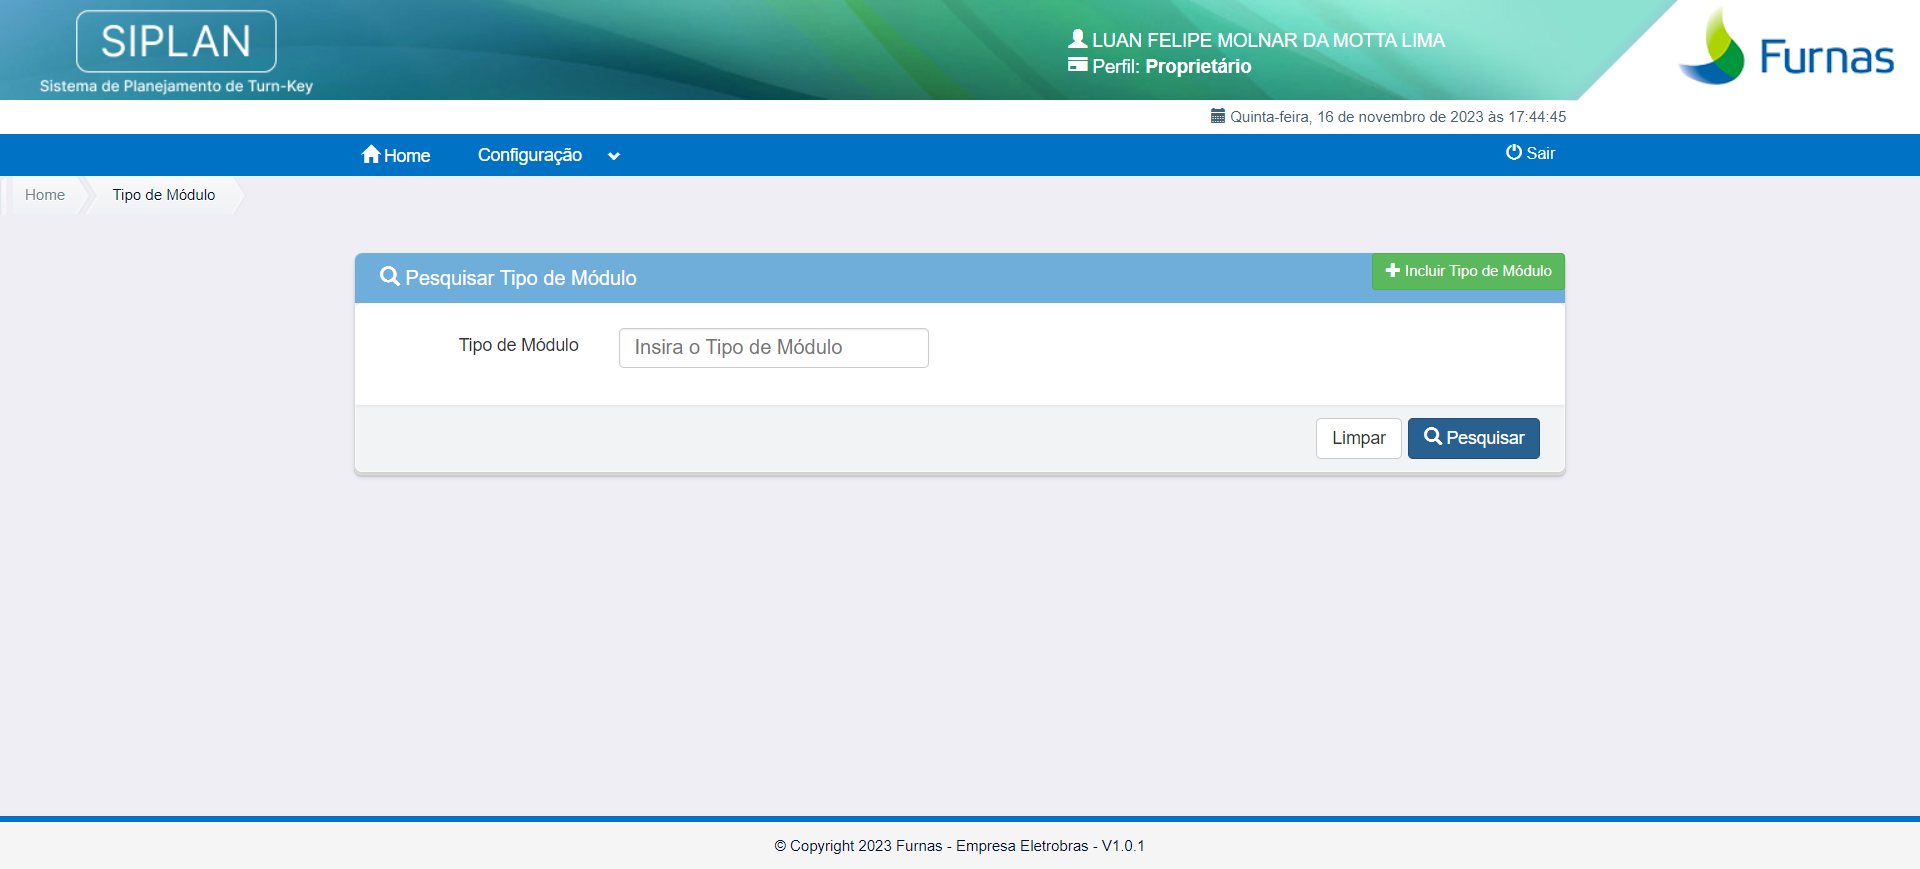 SIPLAN
Sistema de Planejamento de Turn-Key
LUAN FELIPE MOLNAR DA MOTTA LIMA
Perfil: Proprietário
Furnas
Quinta-feira, 16 de novembro de 2023 às 17:44:45
Home Configuração Sair
Home Tipo de Módulo
Pesquisar Tipo de Módulo Incluir Tipo de Módulo
Tipo de Módulo Insira o Tipo de Módulo
Limpar Pesquisar
© Copyright 2023 Furnas - Empresa Eletrobras - V1.0.1